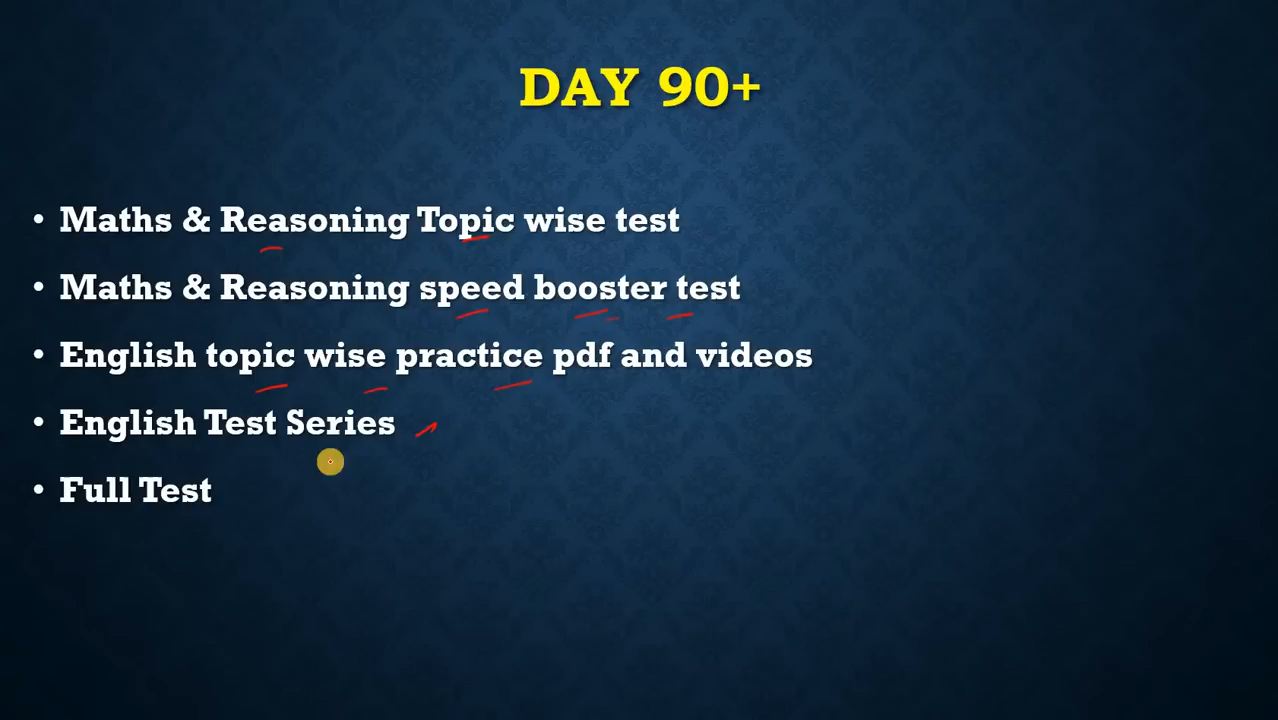 DAY 90+
• Maths & Reasoning Topic wise test
• Maths & Reasoning speed booster test
• English topic wise practice pdf and videos
• English Test Series
• Full Test